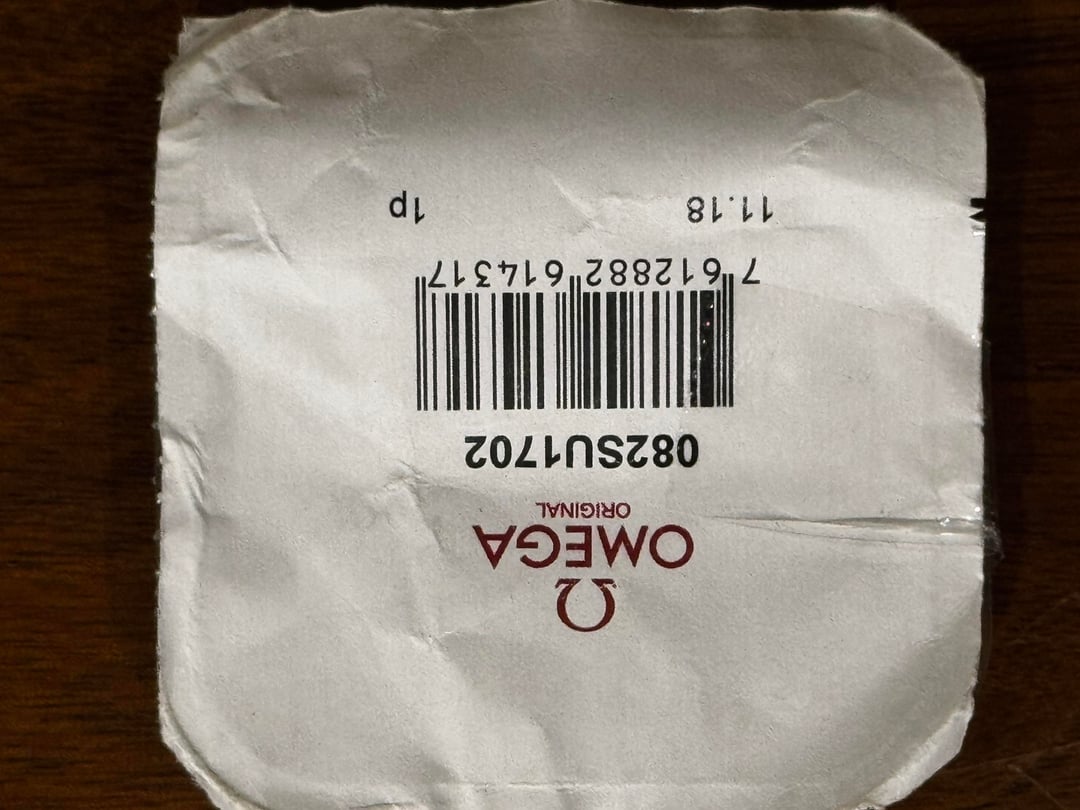 Ω
OMEGA
ORIGINAL
082SU1702
7 612882 614317
11.18 1p